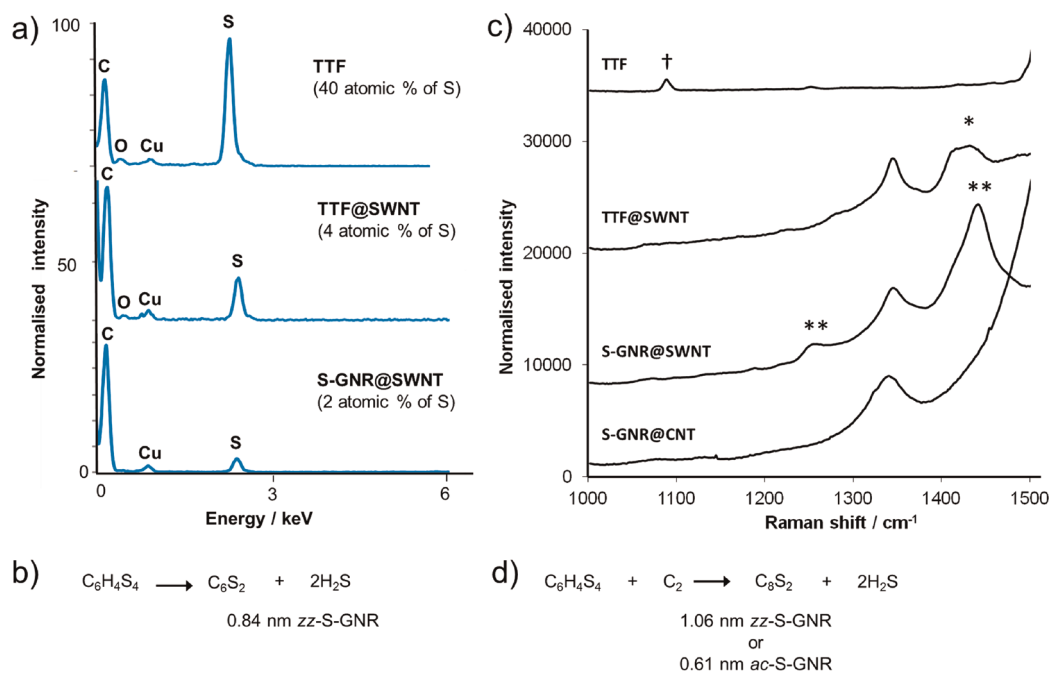 a)
100
50
0
Normalised intensity
C
O
Cu
S
TTF
(40 atomic % of S)
C
O
Cu
S
TTF@SWNT
(4 atomic % of S)
C
Cu
S
S-GNR@SWNT
(2 atomic % of S)
0
3
6
Energy / keV
c)
40000
30000
20000
10000
0
Normalised intensity
TTF
†
*
TTF@SWNT
**
**
S-GNR@SWNT
S-GNR@CNT
1000
1100
1200
1300
1400
1500
Raman shift / cm⁻¹
b)
C₆H₄S₄ → C₆S₂ + 2H₂S
0.84 nm zz-S-GNR
d)
C₆H₄S₄ + C₂ → C₈S₂ + 2H₂S
1.06 nm zz-S-GNR
or
0.61 nm ac-S-GNR